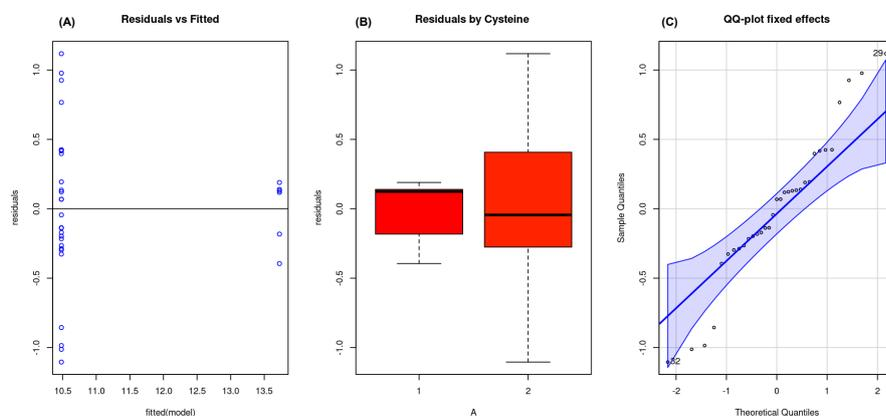 (A) Residuals vs Fitted
residuals
1.0
0.5
0.0
-0.5
-1.0
10.5 11.0 11.5 12.0 12.5 13.0 13.5
fitted(model)
(B) Residuals by Cysteine
residuals
1.0
0.5
0.0
-0.5
-1.0
1 2
A
(C) QQ-plot fixed effects
Sample Quantiles
1.0
0.5
0.0
-0.5
-1.0
29
32
-2 -1 0 1 2
Theoretical Quantiles